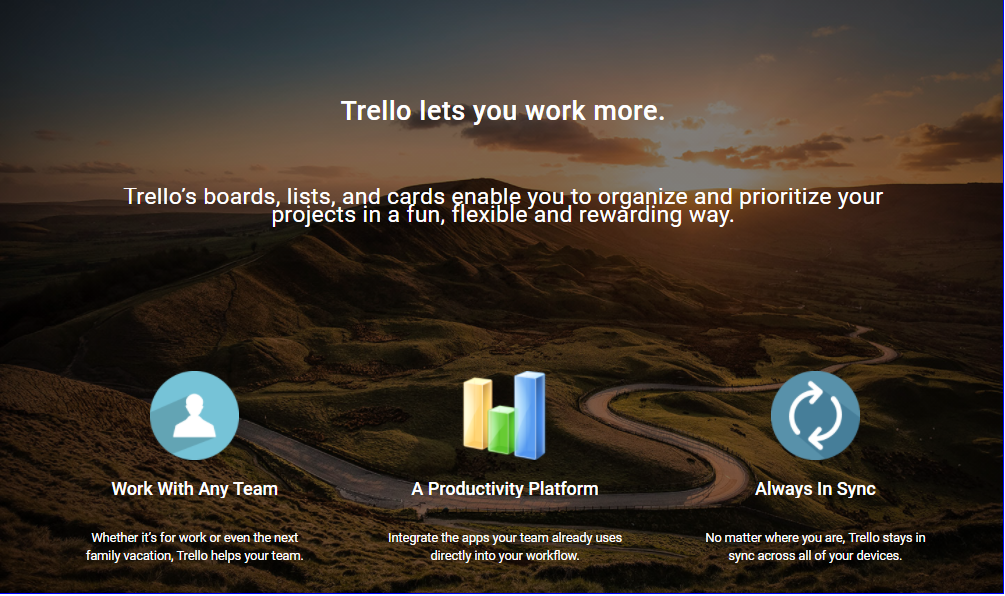 Trello lets you work more.
Trello’s boards, lists, and cards enable you to organize and prioritize your
projects in a fun, flexible and rewarding way.
Work With Any Team
Whether it’s for work or even the next
family vacation, Trello helps your team.
A Productivity Platform
Integrate the apps your team already uses
directly into your workflow.
Always In Sync
No matter where you are, Trello stays in
sync across all of your devices.